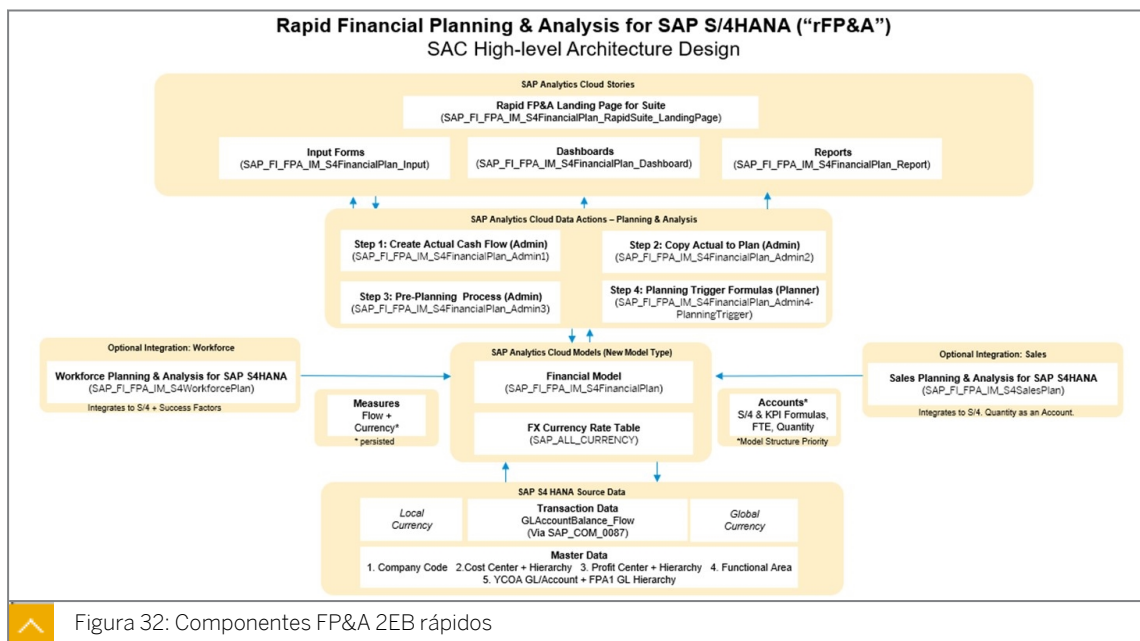 Rapid Financial Planning & Analysis for SAP S/4HANA (“rFP&A”)
SAC High-level Architecture Design
SAP Analytics Cloud Stories
Rapid FP&A Landing Page for Suite
(SAP_FI_FPA_IM_S4FinancialPlan_RapidSuite_LandingPage)
Input Forms
(SAP_FI_FPA_IM_S4FinancialPlan_Input)
Dashboards
(SAP_FI_FPA_IM_S4FinancialPlan_Dashboard)
Reports
(SAP_FI_FPA_IM_S4FinancialPlan_Report)
SAP Analytics Cloud Data Actions – Planning & Analysis
Step 1: Create Actual Cash Flow (Admin)
(SAP_FI_FPA_IM_S4FinancialPlan_Admin1)
Step 2: Copy Actual to Plan (Admin)
(SAP_FI_FPA_IM_S4FinancialPlan_Admin2)
Step 3: Pre-Planning Process (Admin)
(SAP_FI_FPA_IM_S4FinancialPlan_Admin3)
Step 4: Planning Trigger Formulas (Planner)
(SAP_FI_FPA_IM_S4FinancialPlan_Admin4-
PlanningTrigger)
Optional Integration: Workforce
Workforce Planning & Analysis for SAP S4HANA
(SAP_FI_FPA_IM_S4WorkforcePlan)
Integrates to S/4 + Success Factors
SAP Analytics Cloud Models (New Model Type)
Financial Model
(SAP_FI_FPA_IM_S4FinancialPlan)
FX Currency Rate Table
(SAP_ALL_CURRENCY)
Optional Integration: Sales
Sales Planning & Analysis for SAP S4HANA
(SAP_FI_FPA_IM_S4SalesPlan)
Integrates to S/4. Quantity as an Account.
Measures
Flow +
Currency*
* persisted
Accounts*
S/4 & KPI Formulas,
FTE, Quantity
*Model Structure Priority
SAP S4 HANA Source Data
Local
Currency
Transaction Data
GLAccountBalance_Flow
(Via SAP_COM_0087)
Global
Currency
Master Data
1. Company Code 2.Cost Center + Hierarchy 3. Profit Center + Hierarchy 4. Functional Area
5. YCOA GL/Account + FPA1 GL Hierarchy
Figura 32: Componentes FP&A 2EB rápidos